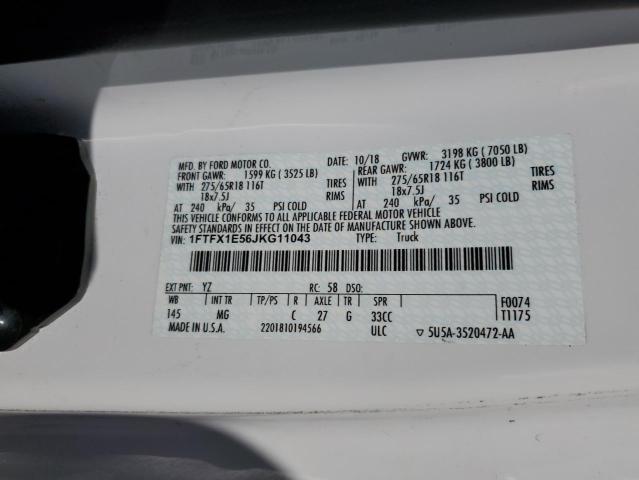 MFD. BY FORD MOTOR CO.
10/18
GVWR: 3198 KG ( 7050 LB)
FRONT GAWR: 1599 KG ( 3525 LB)
REAR GAWR: 1724 KG ( 3800 LB)
WITH 275/65R18 116T TIRES
WITH 275/65R18 116T TIRES
18x7.5J RIMS
18x7.5J RIMS
AT 240 kPa/ 35 PSI COLD
AT 240 kPa/ 35 PSI COLD
THIS VEHICLE CONFORMS TO ALL APPLICABLE FEDERAL MOTOR VEHICLE
SAFETY STANDARDS IN EFFECT ON THE DATE OF MANUFACTURE SHOWN ABOVE.
VIN: 1FTFX1E56JKG11043
TYPE: Truck
EXT PNT: YZ RC: 58 DSO:
WB INT TR TP/PS R AXLE TR SPR
F0074
145 MG C 27 G 33CC
T1175
MADE IN U.S.A. 2201810194566 ULC
▽ 5U5A-3520472-AA